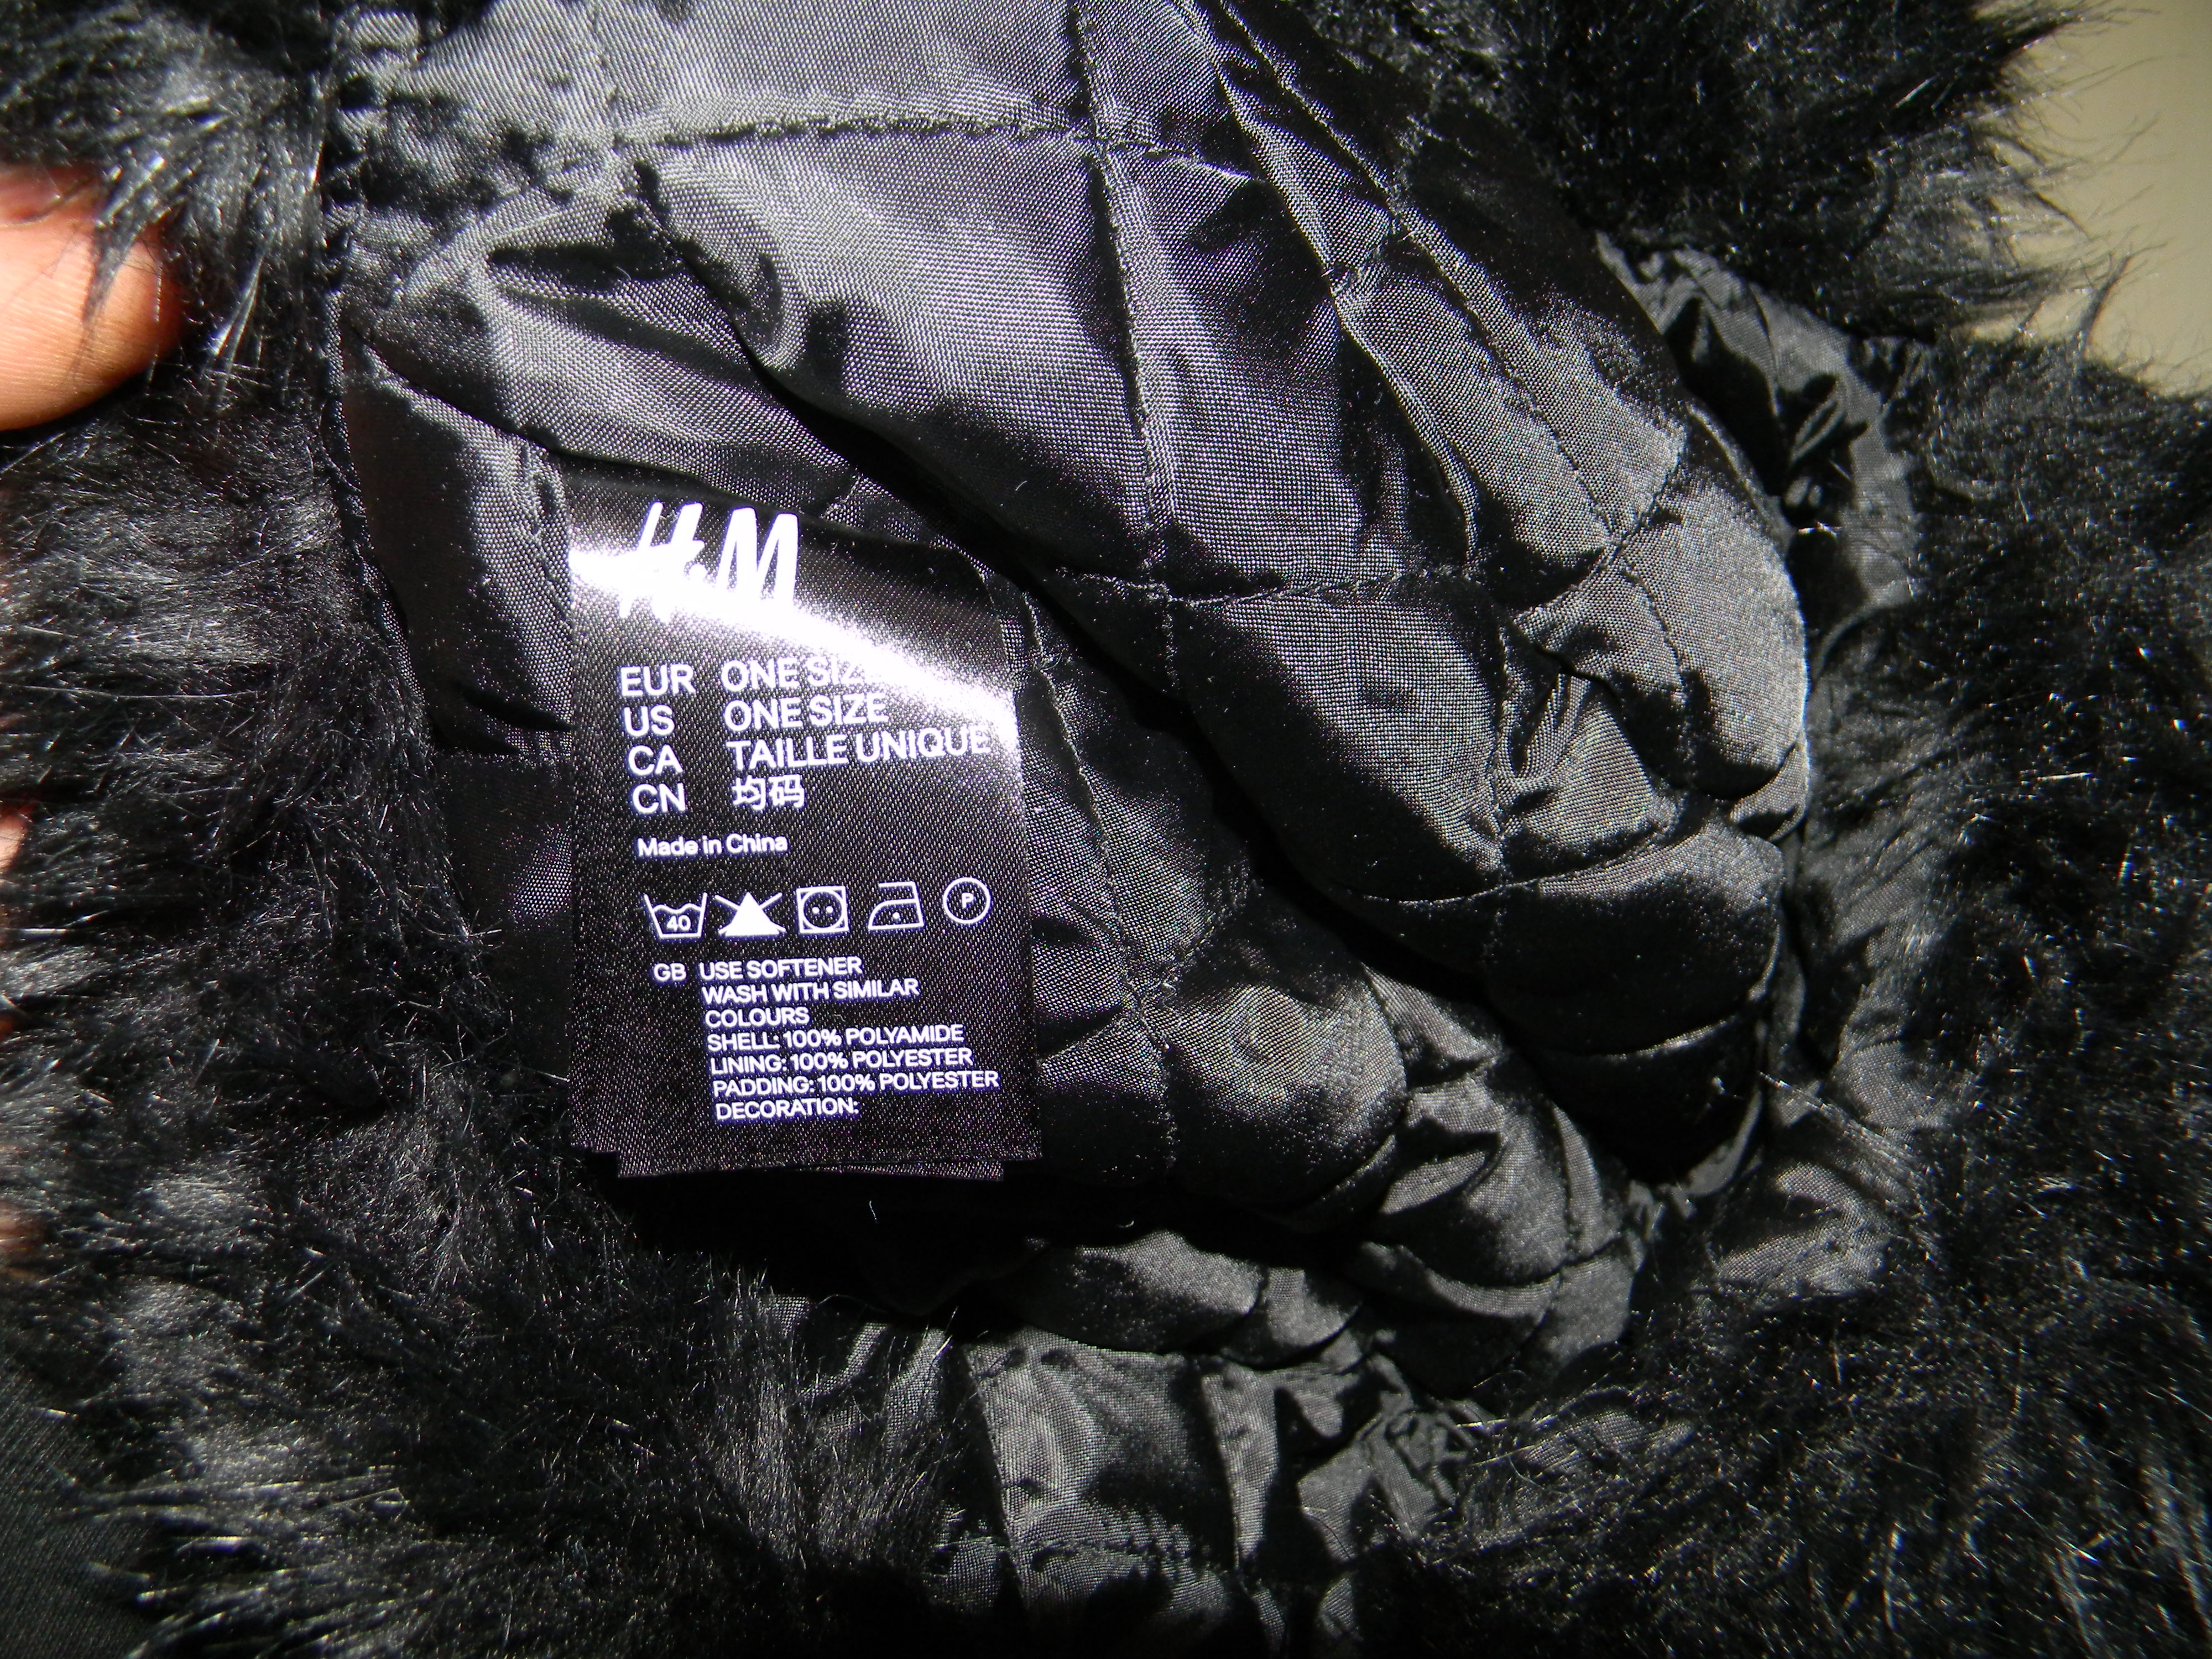 H&M
EUR ONE SIZE
US ONE SIZE
CA TAILLE UNIQUE
CN 均码
Made in China
40 P
GB USE SOFTENER
WASH WITH SIMILAR
COLOURS
SHELL: 100% POLYAMIDE
LINING: 100% POLYESTER
PADDING: 100% POLYESTER
DECORATION: